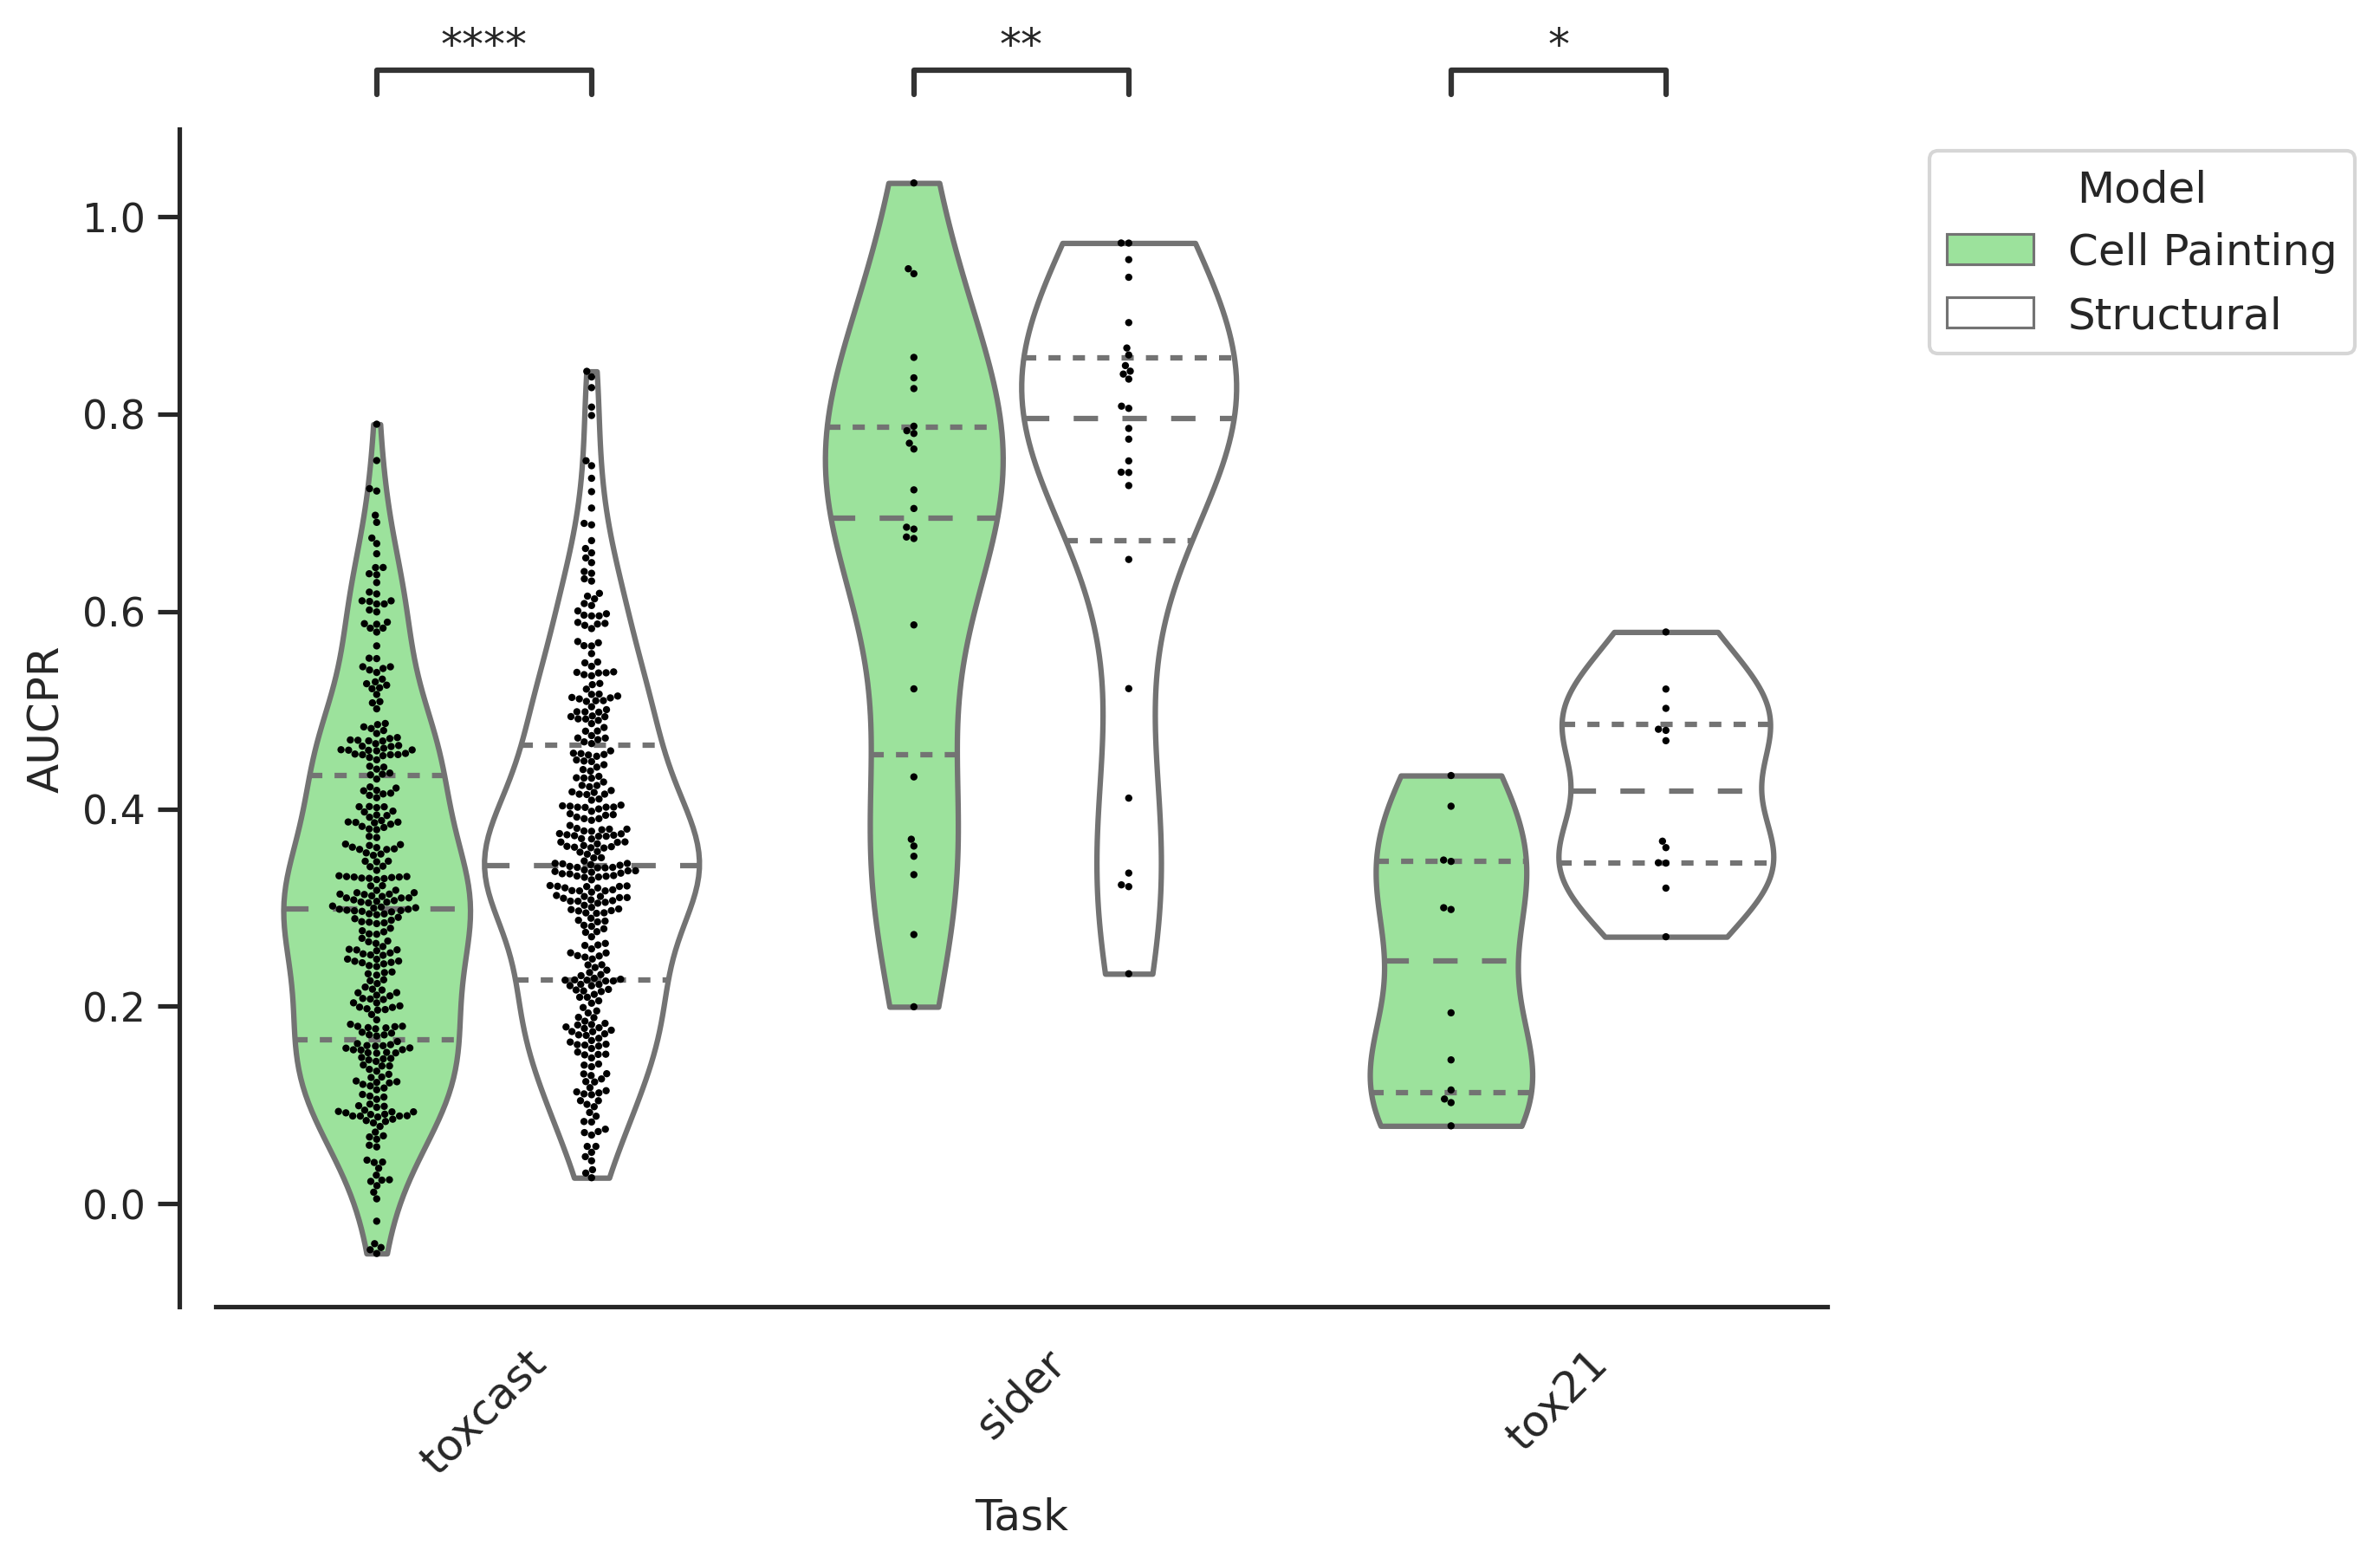 **** ** *
Model
Cell Painting
Structural
1.0
0.8
0.6
0.4
0.2
0.0
AUCPR
toxcast sider tox21
Task